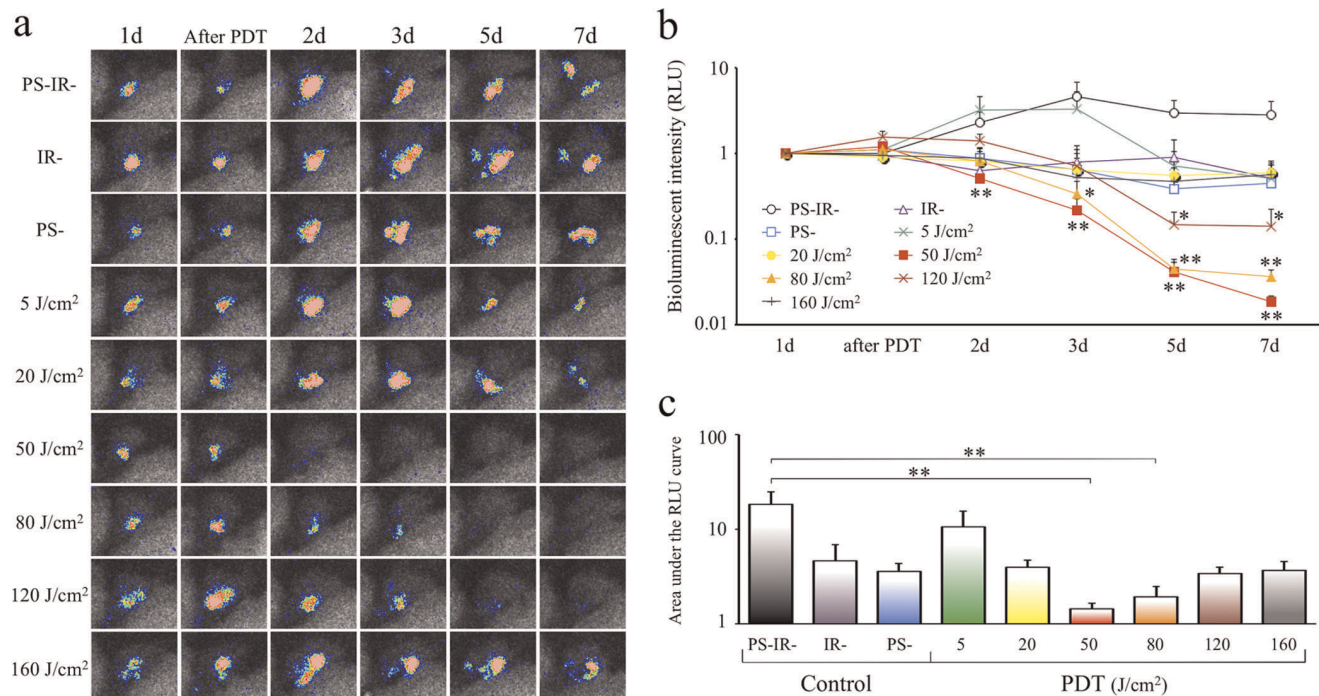 a
1d After PDT 2d 3d 5d 7d
PS-IR-
IR-
PS-
5 J/cm²
20 J/cm²
50 J/cm²
80 J/cm²
120 J/cm²
160 J/cm²
b
Bioluminescent intensity (RLU)
10
1
0.1
0.01
** ** * ** ** * ** ** *
PS-IR- IR-
PS- 5 J/cm²
20 J/cm² 50 J/cm²
80 J/cm² 120 J/cm²
160 J/cm²
1d after PDT 2d 3d 5d 7d
c
Area under the RLU curve
100
10
1
**
**
PS-IR- IR- PS- 5 20 50 80 120 160
Control PDT (J/cm²)